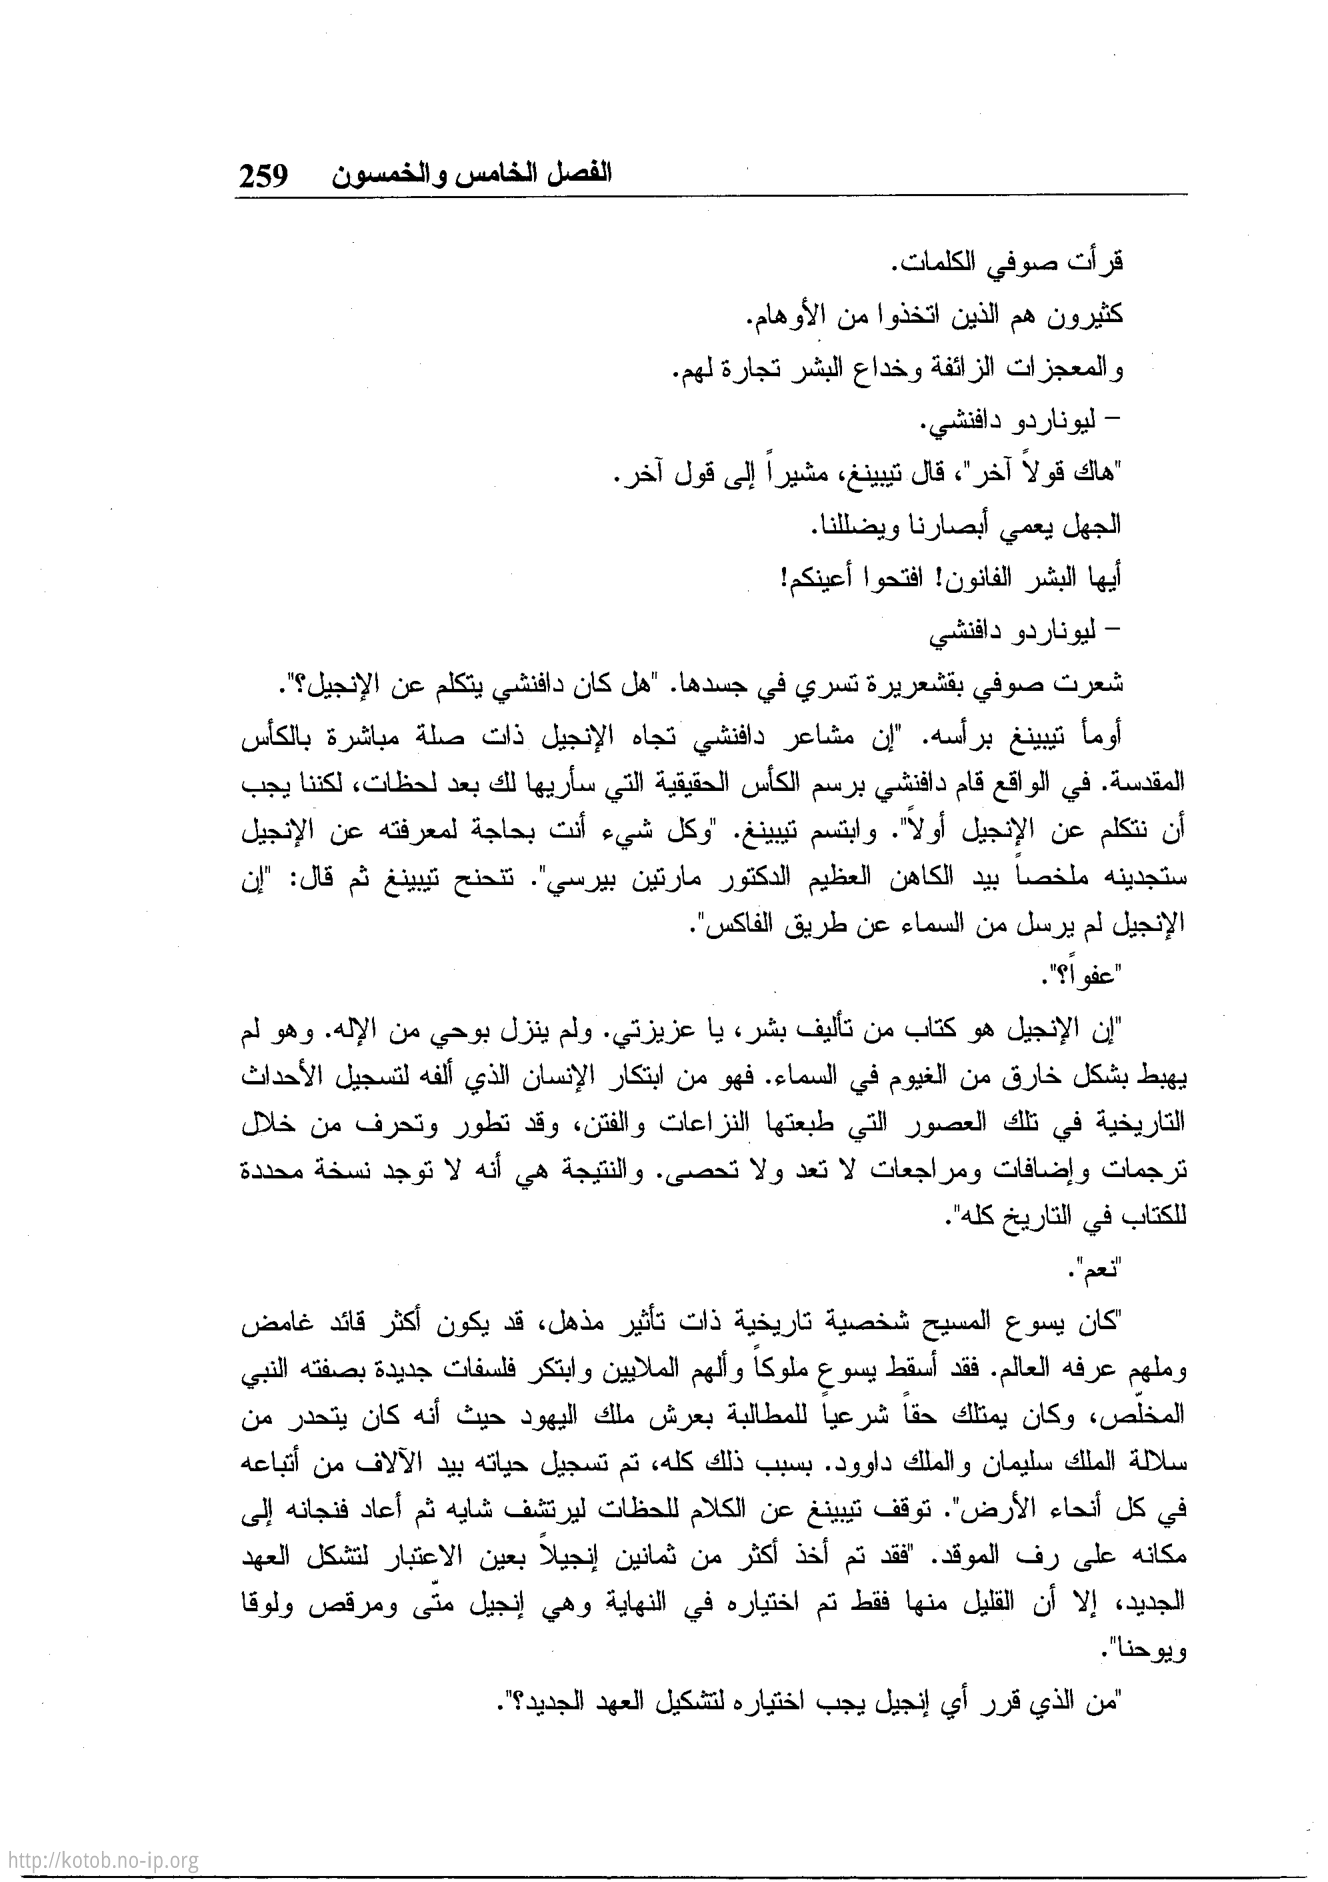 الفصل الخامس والخمسون 259
قرأت صوفي الكلمات.
كثيرون هم الذين اتخذوا من الأوهام.
والمعجزات الزائفة وخداع البشر تجارة لهم.
– ليوناردو دافنشي.
"هاك قولاً آخر"، قال تيبينغ، مشيراً إلى قول آخر.
الجهل يعمي أبصارنا ويضللنا.
أيها البشر الفانون! افتحوا أعينكم!
– ليوناردو دافنشي
شعرت صوفي بقشعريرة تسري في جسدها. "هل كان دافنشي يتكلم عن الإنجيل؟".
أومأ تيبينغ برأسه. "إن مشاعر دافنشي تجاه الإنجيل ذات صلة مباشرة بالكأس
المقدسة. في الواقع قام دافنشي برسم الكأس الحقيقية التي سأريها لك بعد لحظات، لكننا يجب
أن نتكلم عن الإنجيل أولاً". وابتسم تيبينغ. "وكل شيء أنت بحاجة لمعرفته عن الإنجيل
ستجدينه ملخصاً بيد الكاهن العظيم الدكتور مارتين بيرسي". تنحنح تيبينغ ثم قال: "إن
الإنجيل لم يرسل من السماء عن طريق الفاكس".
"عفواً؟".
"إن الإنجيل هو كتاب من تأليف بشر، يا عزيزتي. ولم ينزل بوحي من الإله. وهو لم
يهبط بشكل خارق من الغيوم في السماء. فهو من ابتكار الإنسان الذي ألفه لتسجيل الأحداث
التاريخية في تلك العصور التي طبعتها النزاعات والفتن، وقد تطور وتحرف من خلال
ترجمات وإضافات ومراجعات لا تعد ولا تحصى. والنتيجة هي أنه لا توجد نسخة محددة
للكتاب في التاريخ كله".
"نعم".
"كان يسوع المسيح شخصية تاريخية ذات تأثير مذهل، قد يكون أكثر قائد غامض
وملهم عرفه العالم. فقد أسقط يسوع ملوكاً وألهم الملايين وابتكر فلسفات جديدة بصفته النبي
المخلّص، وكان يمتلك حقاً شرعياً للمطالبة بعرش ملك اليهود حيث أنه كان يتحدر من
سلالة الملك سليمان والملك داوود. بسبب ذلك كله، تم تسجيل حياته بيد الآلاف من أتباعه
في كل أنحاء الأرض". توقف تيبينغ عن الكلام للحظات ليرتشف شايه ثم أعاد فنجانه إلى
مكانه على رف الموقد. "فقد تم أخذ أكثر من ثمانين إنجيلاً بعين الاعتبار لتشكل العهد
الجديد، إلا أن القليل منها فقط تم اختياره في النهاية وهي إنجيل متّى ومرقص ولوقا
ويوحنا".
"من الذي قرر أي إنجيل يجب اختياره لتشكيل العهد الجديد؟".
http://kotob.no-ip.org